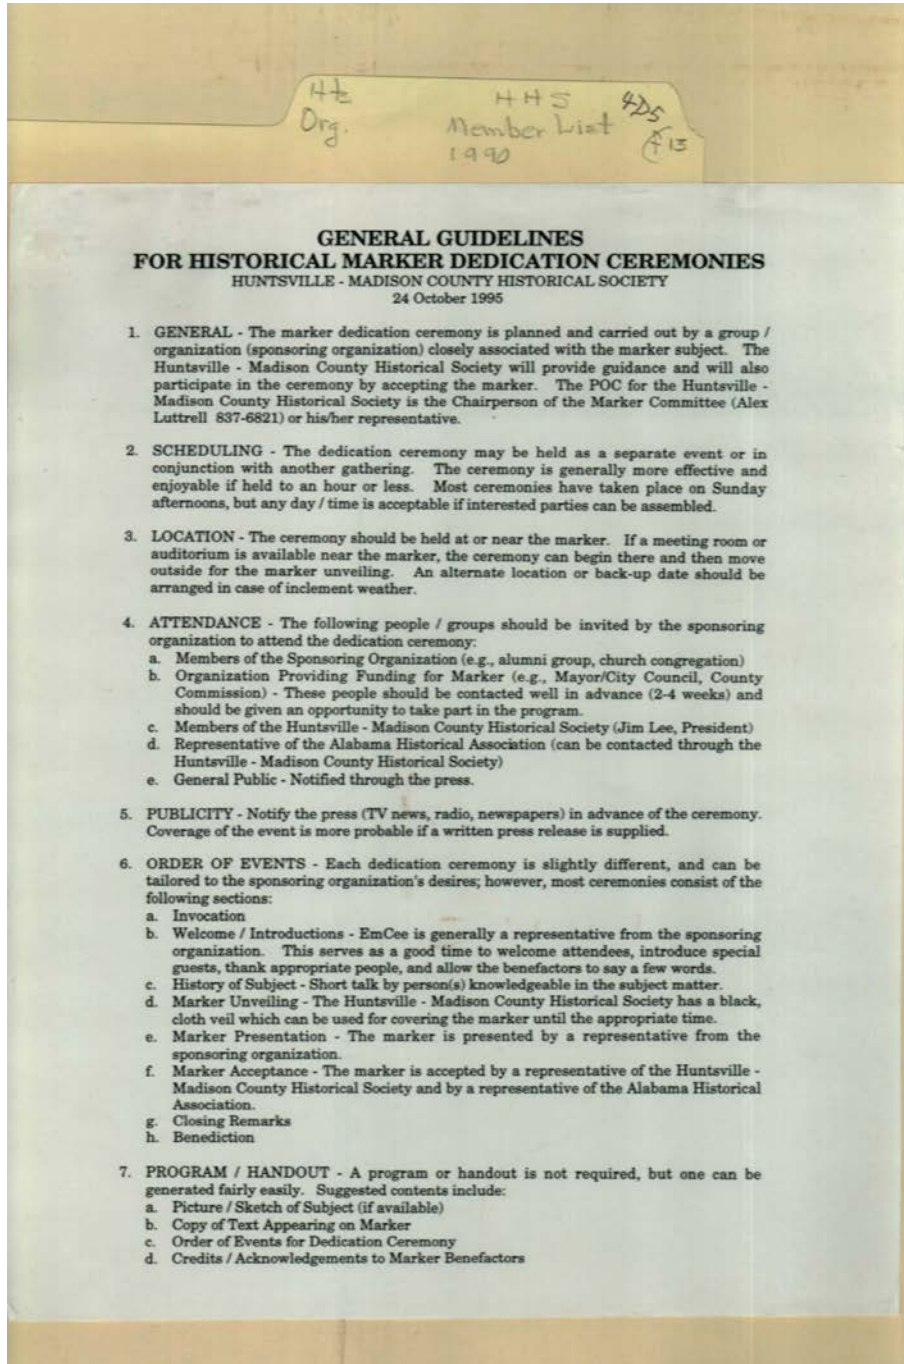 Hts
Org.
HHS
Member List
1990
4D5
F13
GENERAL GUIDELINES
FOR HISTORICAL MARKER DEDICATION CEREMONIES
HUNTSVILLE - MADISON COUNTY HISTORICAL SOCIETY
24 October 1995
1. GENERAL - The marker dedication ceremony is planned and carried out by a group /
organization (sponsoring organization) closely associated with the marker subject. The
Huntsville - Madison County Historical Society will provide guidance and will also
participate in the ceremony by accepting the marker. The POC for the Huntsville -
Madison County Historical Society is the Chairperson of the Marker Committee (Alex
Luttrell 837-6821) or his/her representative.
2. SCHEDULING - The dedication ceremony may be held as a separate event or in
conjunction with another gathering. The ceremony is generally more effective and
enjoyable if held to an hour or less. Most ceremonies have taken place on Sunday
afternoons, but any day / time is acceptable if interested parties can be assembled.
3. LOCATION - The ceremony should be held at or near the marker. If a meeting room or
auditorium is available near the marker, the ceremony can begin there and then move
outside for the marker unveiling. An alternate location or back-up date should be
arranged in case of inclement weather.
4. ATTENDANCE - The following people / groups should be invited by the sponsoring
organization to attend the dedication ceremony:
a. Members of the Sponsoring Organization (e.g., alumni group, church congregation)
b. Organization Providing Funding for Marker (e.g., Mayor/City Council, County
Commission) - These people should be contacted well in advance (2-4 weeks) and
should be given an opportunity to take part in the program.
c. Members of the Huntsville - Madison County Historical Society (Jim Lee, President)
d. Representative of the Alabama Historical Association (can be contacted through the
Huntsville - Madison County Historical Society)
e. General Public - Notified through the press.
5. PUBLICITY - Notify the press (TV news, radio, newspapers) in advance of the ceremony.
Coverage of the event is more probable if a written press release is supplied.
6. ORDER OF EVENTS - Each dedication ceremony is slightly different, and can be
tailored to the sponsoring organization's desires; however, most ceremonies consist of the
following sections:
a. Invocation
b. Welcome / Introductions - EmCee is generally a representative from the sponsoring
organization. This serves as a good time to welcome attendees, introduce special
guests, thank appropriate people, and allow the benefactors to say a few words.
c. History of Subject - Short talk by person(s) knowledgeable in the subject matter.
d. Marker Unveiling - The Huntsville - Madison County Historical Society has a black,
cloth veil which can be used for covering the marker until the appropriate time.
e. Marker Presentation - The marker is presented by a representative from the
sponsoring organization.
f. Marker Acceptance - The marker is accepted by a representative of the Huntsville -
Madison County Historical Society and by a representative of the Alabama Historical
Association.
g. Closing Remarks
h. Benediction
7. PROGRAM / HANDOUT - A program or handout is not required, but one can be
generated fairly easily. Suggested contents include:
a. Picture / Sketch of Subject (if available)
b. Copy of Text Appearing on Marker
c. Order of Events for Dedication Ceremony
d. Credits / Acknowledgements to Marker Benefactors